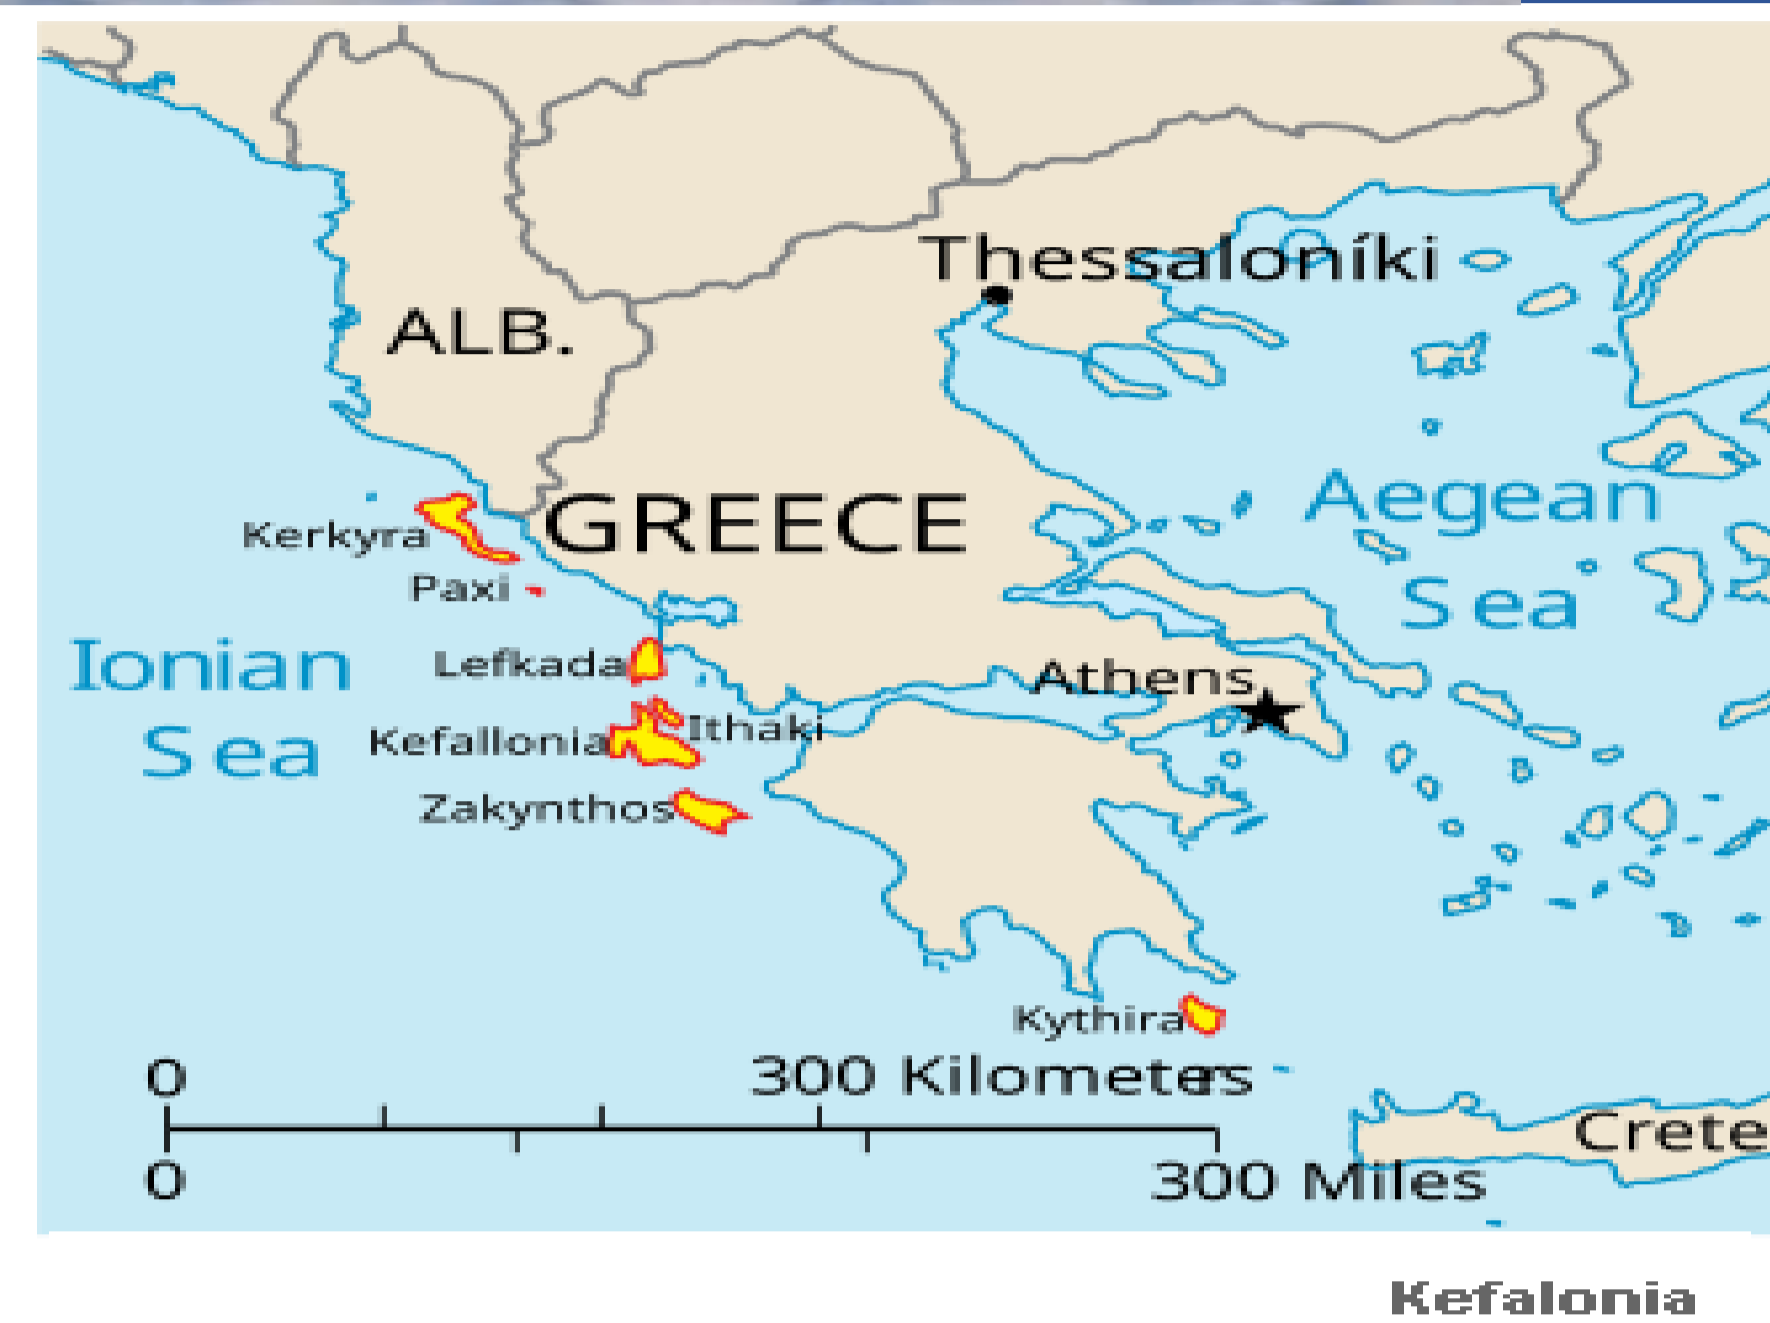 Thessaloníki
ALB.
Aegean
Sea
GREECE
Kerkyra
Paxi
Ionian
Sea
Lefkada
Athens
Ithaki
Kefallonia
Zakynthos
Kythira
0
300 Kilometers
0
300 Miles
Crete
Kefalonia